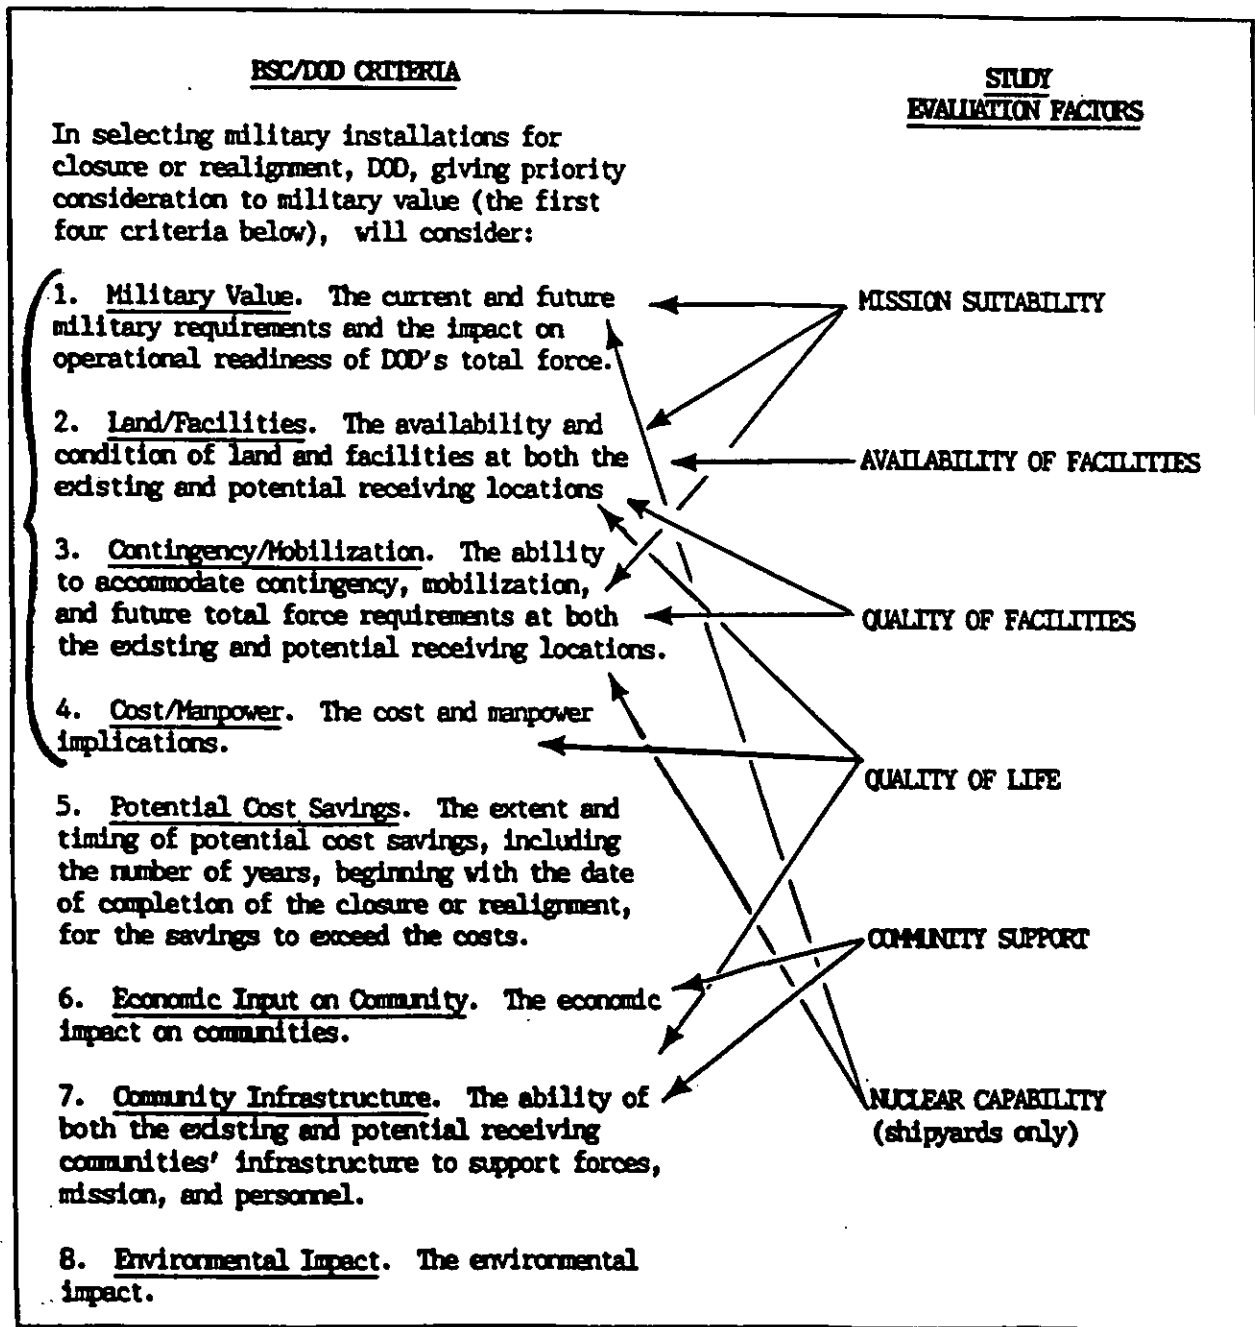 BSC/DOD CRITERIA
In selecting military installations for
closure or realignment, DOD, giving priority
consideration to military value (the first
four criteria below), will consider:
1. Military Value. The current and future
military requirements and the impact on
operational readiness of DOD's total force.
2. Land/Facilities. The availability and
condition of land and facilities at both the
existing and potential receiving locations
3. Contingency/Mobilization. The ability
to accommodate contingency, mobilization,
and future total force requirements at both
the existing and potential receiving locations.
4. Cost/Manpower. The cost and manpower
implications.
5. Potential Cost Savings. The extent and
timing of potential cost savings, including
the number of years, beginning with the date
of completion of the closure or realignment,
for the savings to exceed the costs.
6. Economic Input on Community. The economic
impact on communities.
7. Community Infrastructure. The ability of
both the existing and potential receiving
communities' infrastructure to support forces,
mission, and personnel.
8. Environmental Impact. The environmental
impact.
STUDY
EVALUATION FACTORS
MISSION SUITABILITY
AVAILABILITY OF FACILITIES
QUALITY OF FACILITIES
QUALITY OF LIFE
COMMUNITY SUPPORT
NUCLEAR CAPABILITY
(shipyards only)